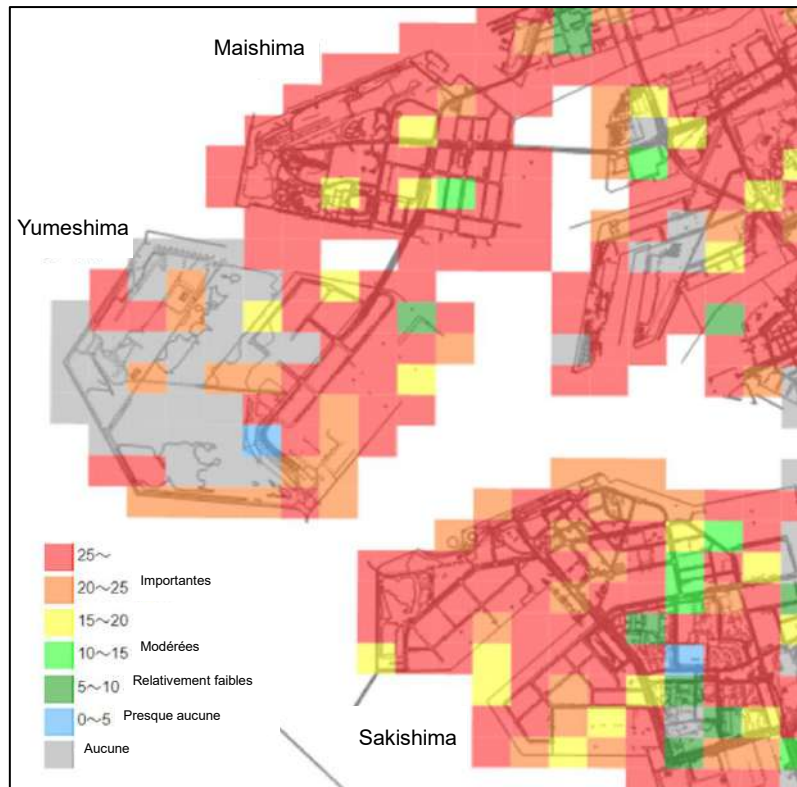 Maishima
Yumeshima
25～
20～25 Importantes
15～20
10～15 Modérées
5～10 Relativement faibles
0～5 Presque aucune
Aucune
Sakishima